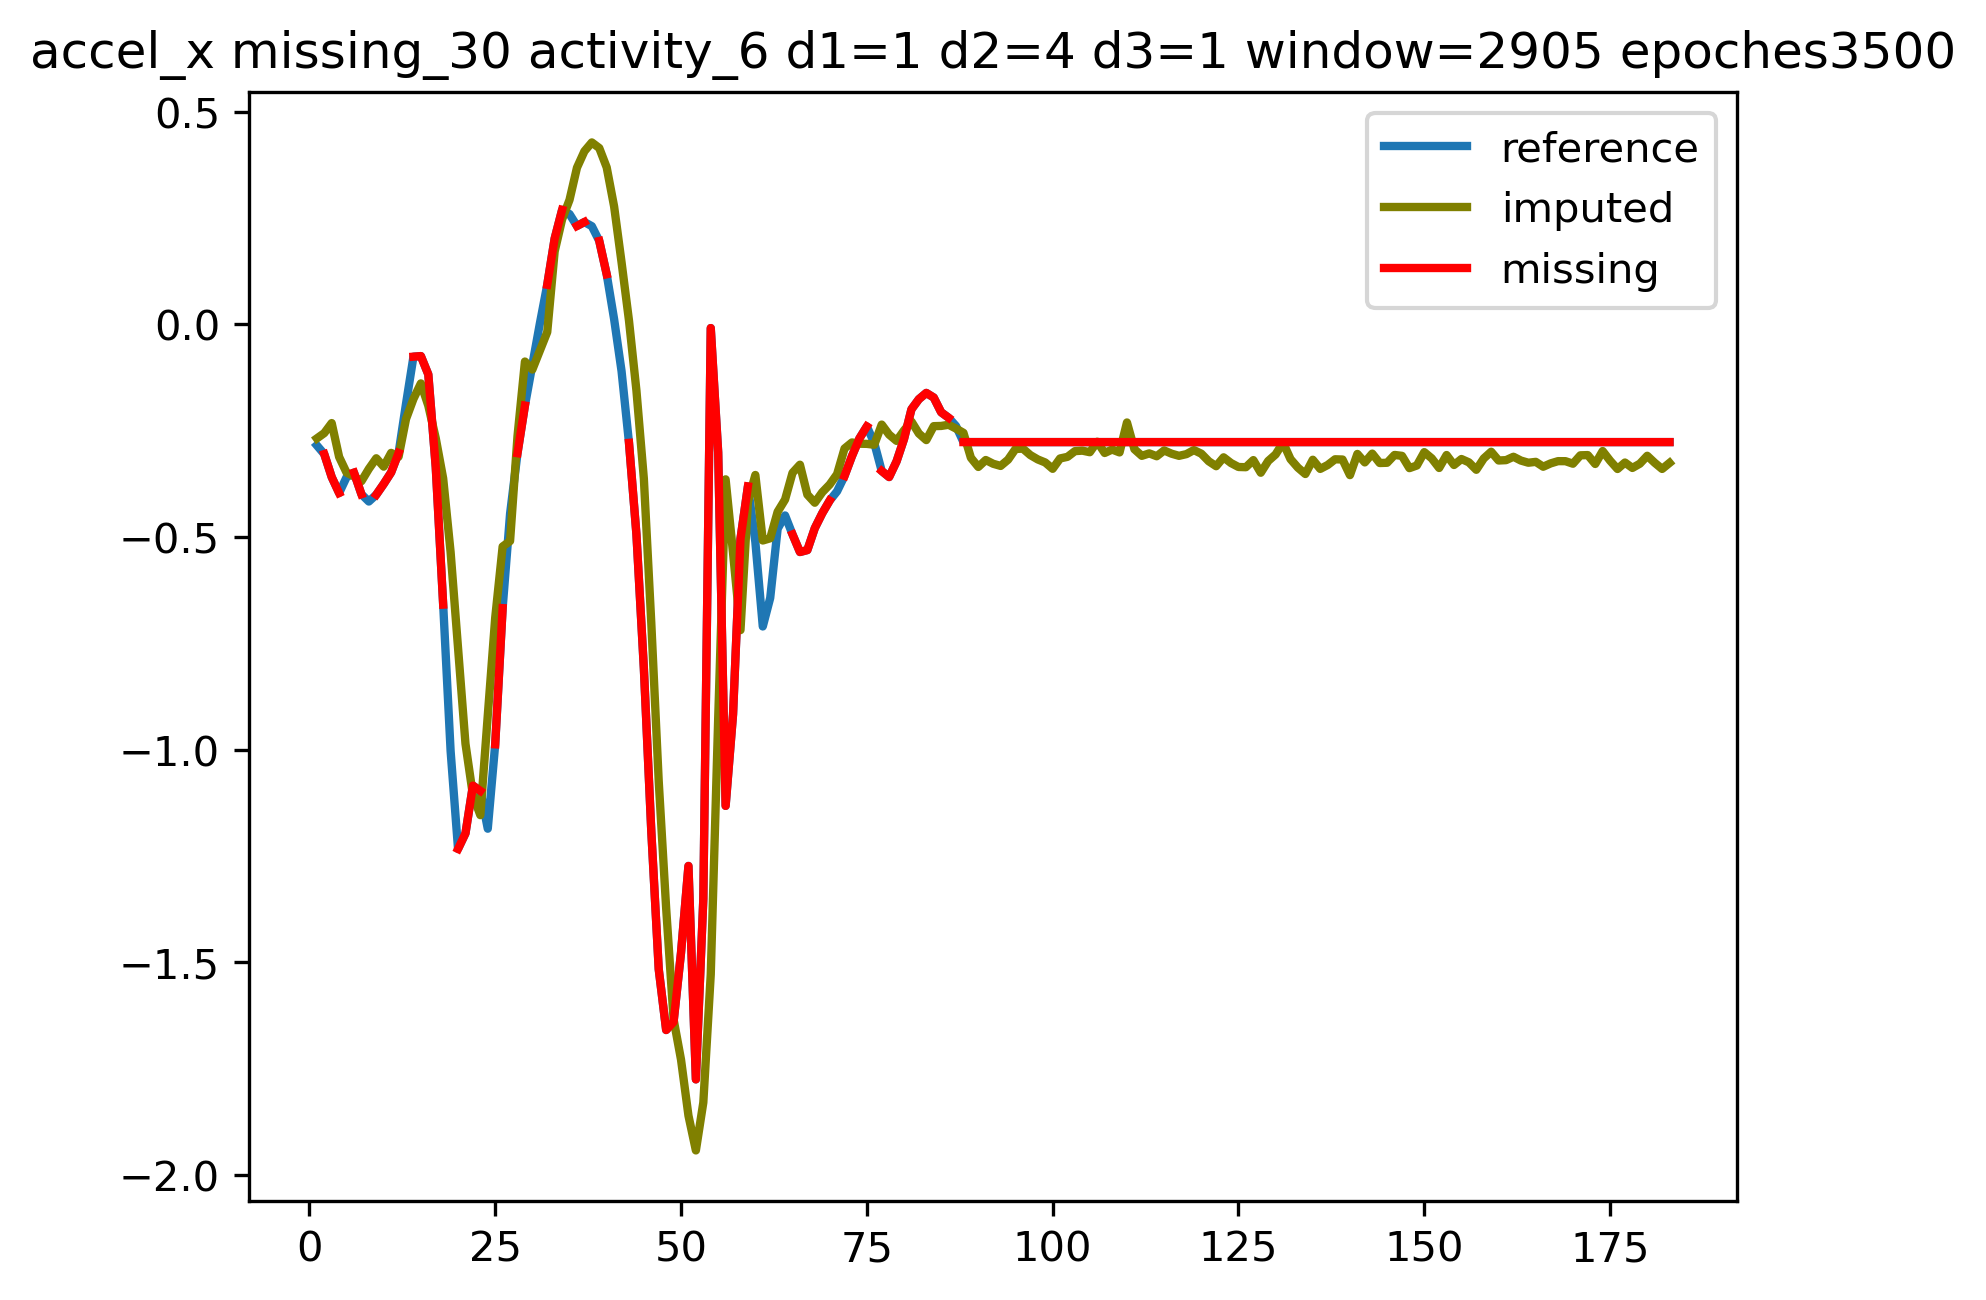 accel_x missing_30 activity_6 d1=1 d2=4 d3=1 window=2905 epoches3500
reference
imputed
missing
0.5
0.0
−0.5
−1.0
−1.5
−2.0
0 25 50 75 100 125 150 175